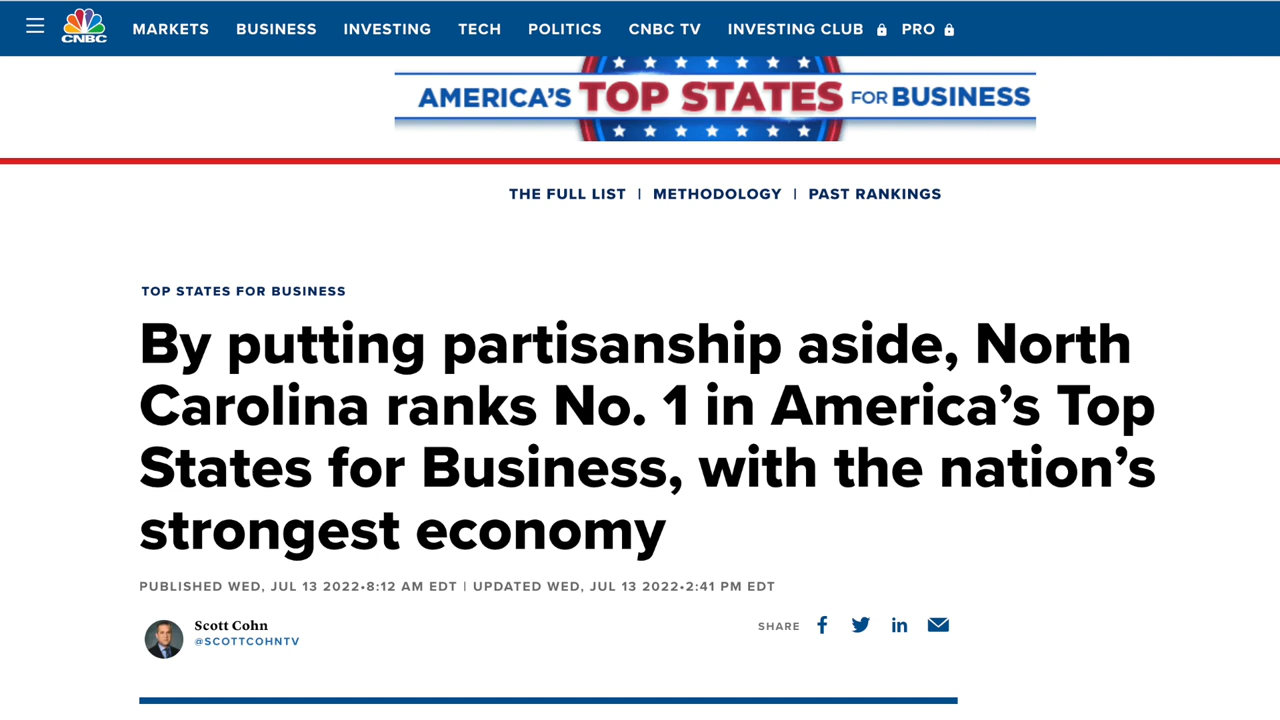 CNBC MARKETS BUSINESS INVESTING TECH POLITICS CNBC TV INVESTING CLUB PRO
AMERICA'S TOP STATES FOR BUSINESS
THE FULL LIST | METHODOLOGY | PAST RANKINGS
TOP STATES FOR BUSINESS
By putting partisanship aside, North
Carolina ranks No. 1 in America’s Top
States for Business, with the nation’s
strongest economy
PUBLISHED WED, JUL 13 2022•8:12 AM EDT | UPDATED WED, JUL 13 2022•2:41 PM EDT
Scott Cohn
@SCOTTCOHNTV
SHARE